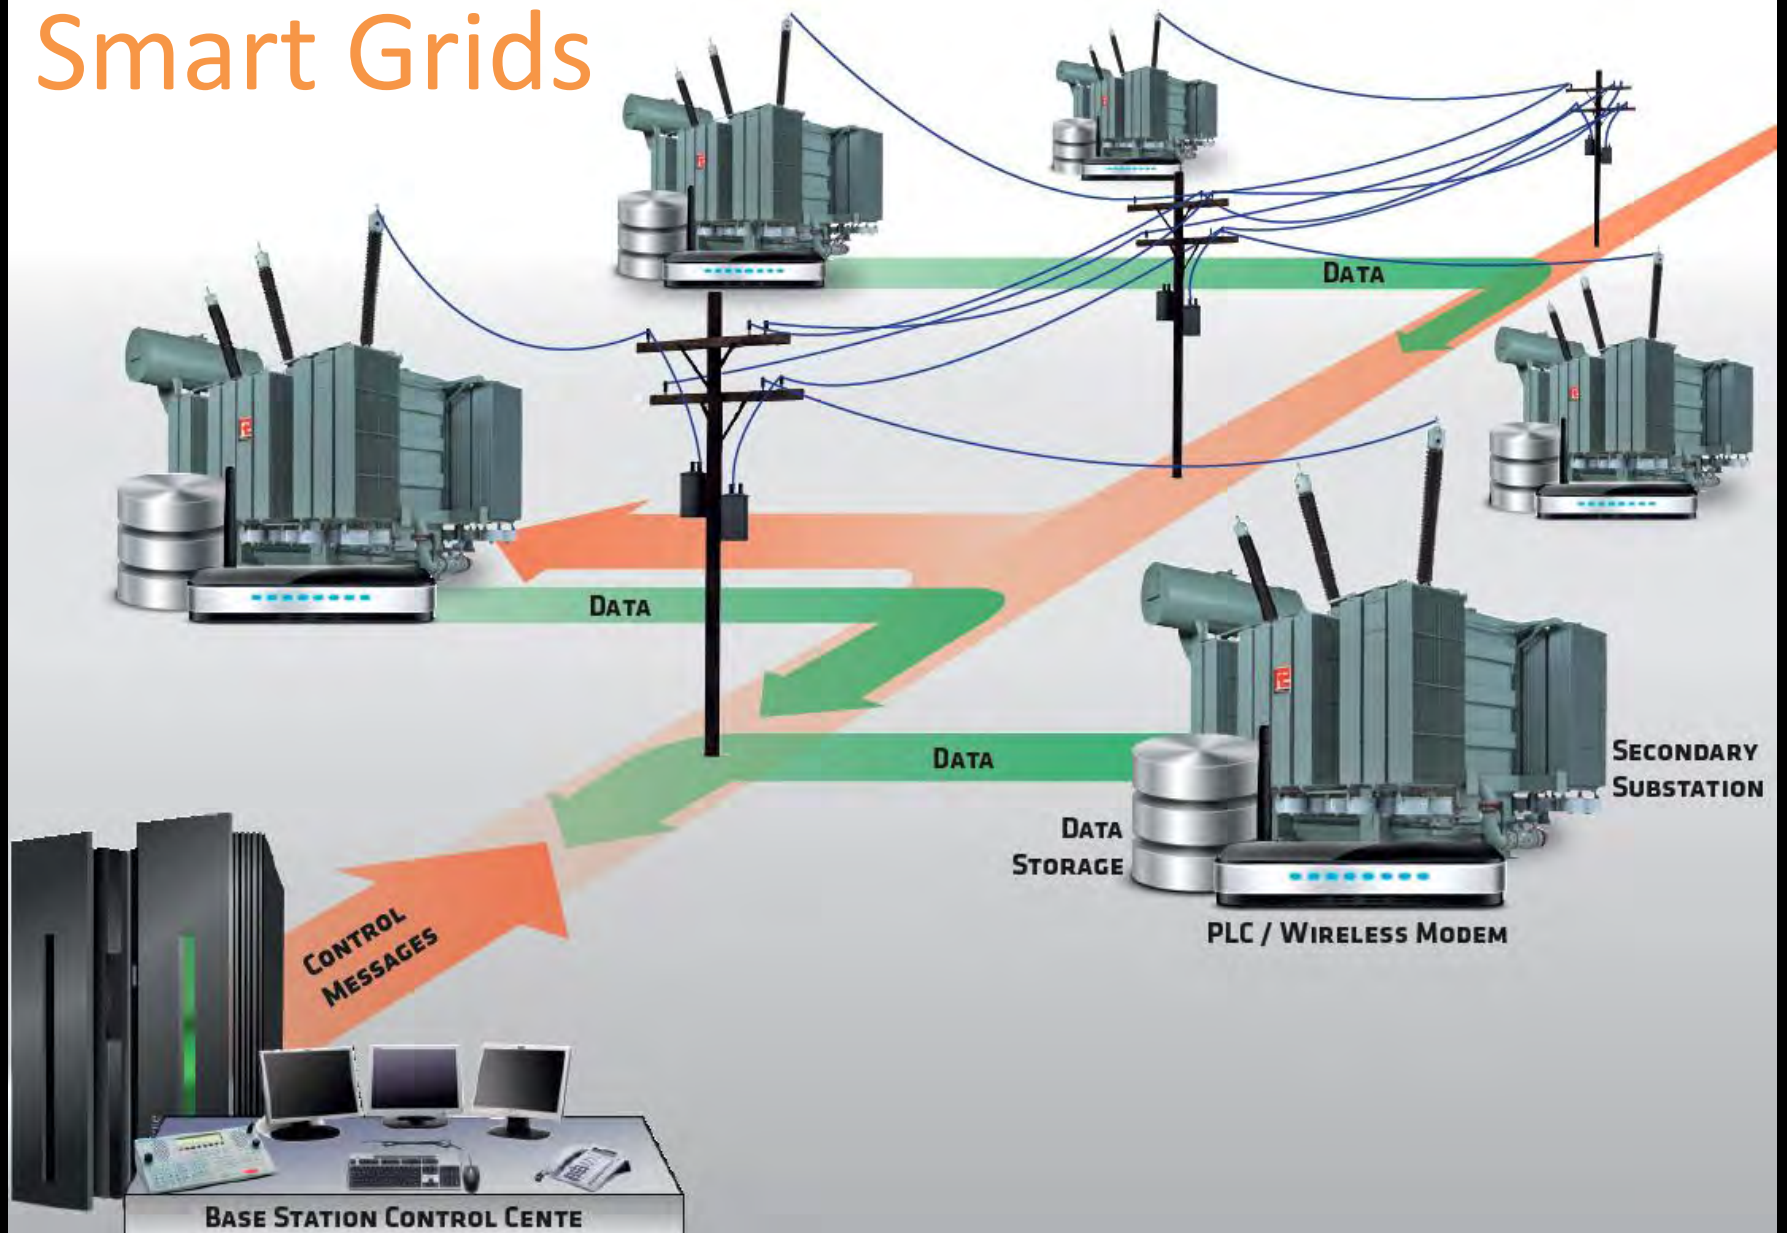 Smart Grids
DATA
DATA
DATA
SECONDARY
SUBSTATION
DATA
STORAGE
PLC / WIRELESS MODEM
CONTROL
MESSAGES
BASE STATION CONTROL CENTE